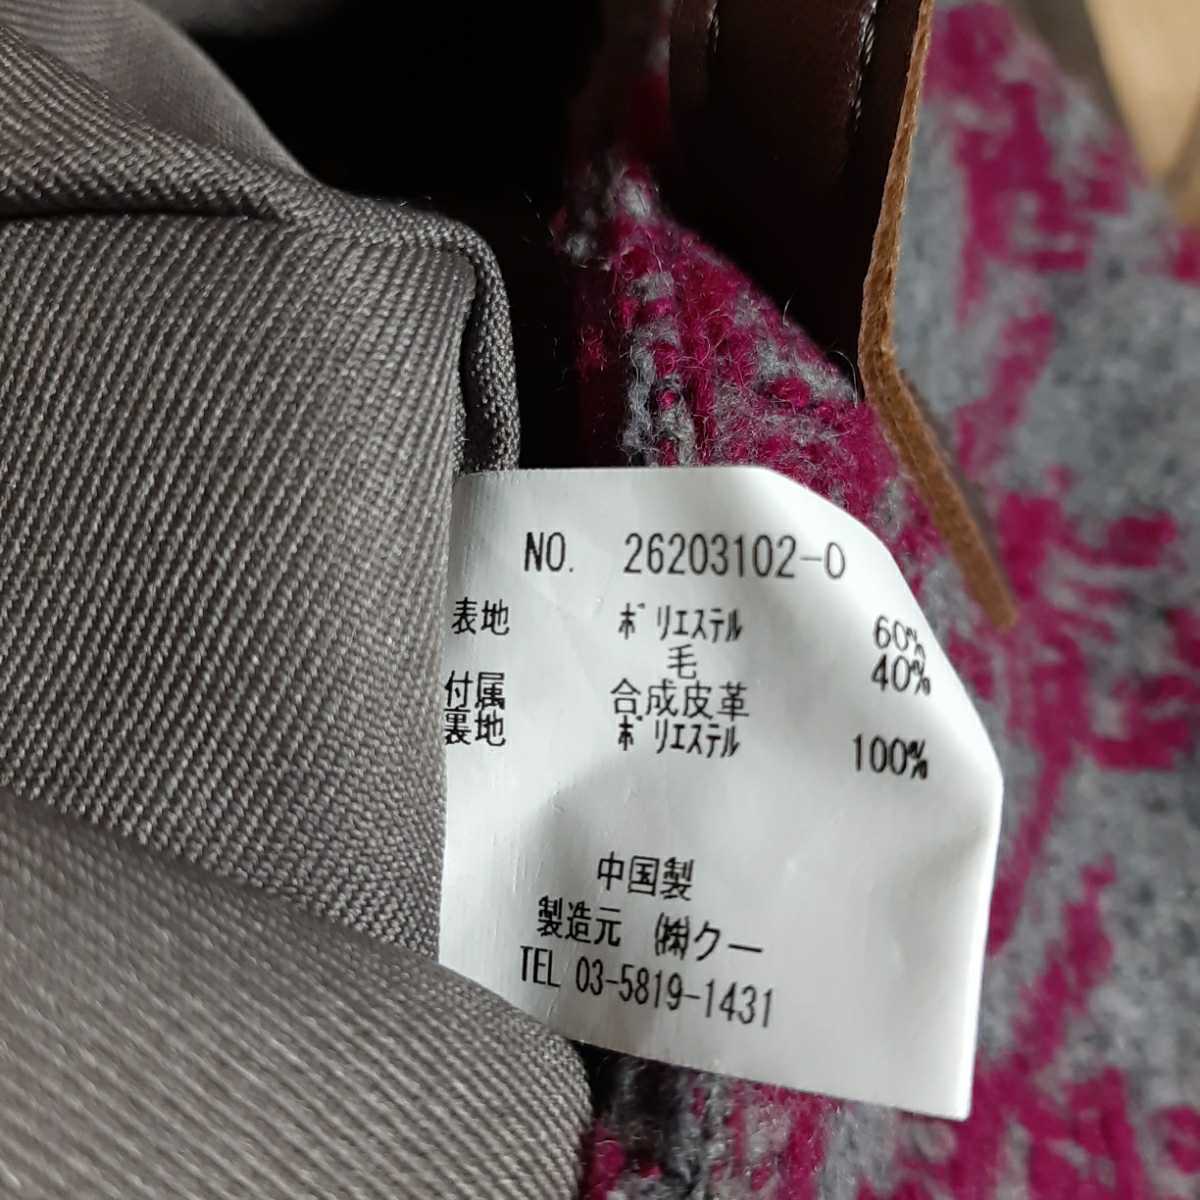 NO. 26203102-0
表地 ポリエステル 60%
毛 40%
付属 合成皮革
裏地 ポリエステル 100%
中国製
製造元 ㈱クー
TEL 03-5819-1431